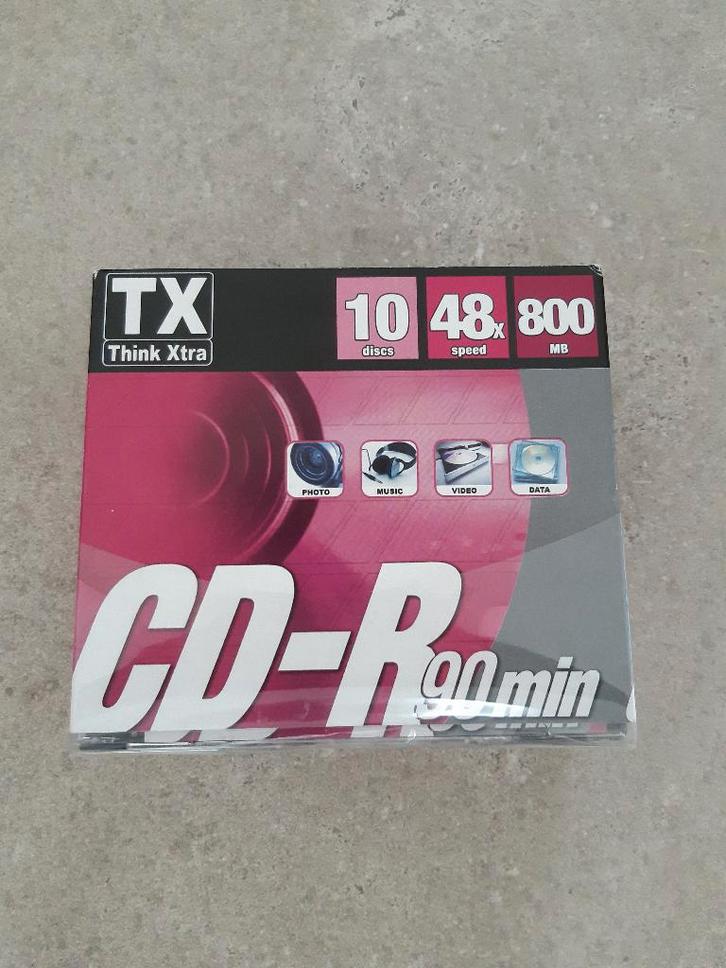 TX
Think Xtra
10
discs
48x
speed
800
MB
PHOTO
MUSIC
VIDEO
DATA
CD-R 90 min